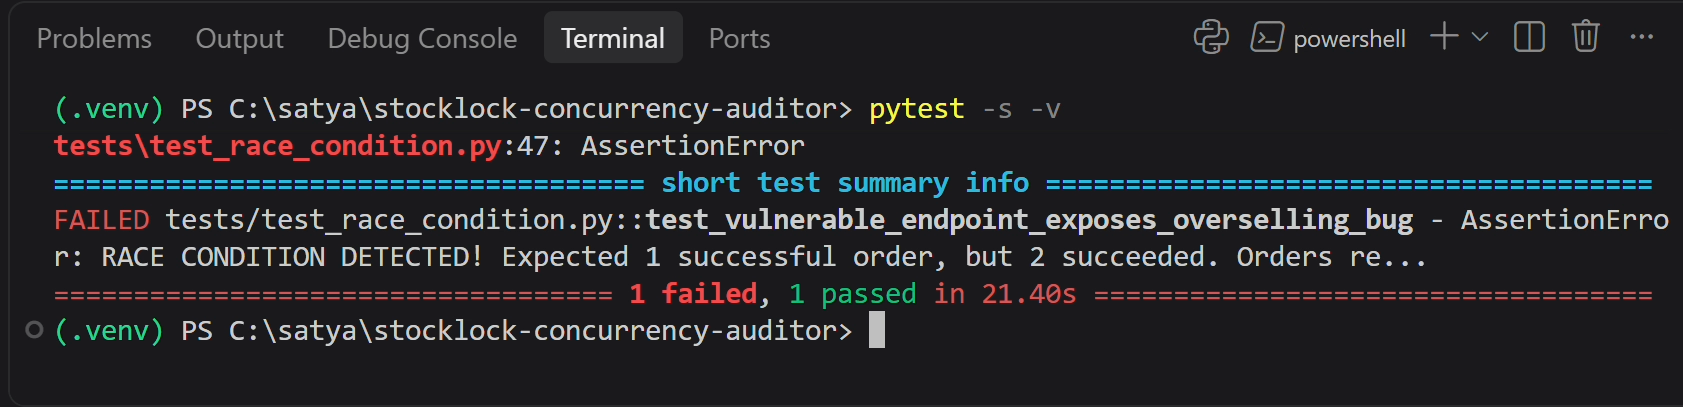 Problems Output Debug Console Terminal Ports powershell ...
(.venv) PS C:\satya\stocklock-concurrency-auditor> pytest -s -v
tests\test_race_condition.py:47: AssertionError
===================================== short test summary info ======================================
FAILED tests/test_race_condition.py::test_vulnerable_endpoint_exposes_overselling_bug - AssertionErro
r: RACE CONDITION DETECTED! Expected 1 successful order, but 2 succeeded. Orders re...
=================================== 1 failed, 1 passed in 21.40s ===================================
(.venv) PS C:\satya\stocklock-concurrency-auditor>